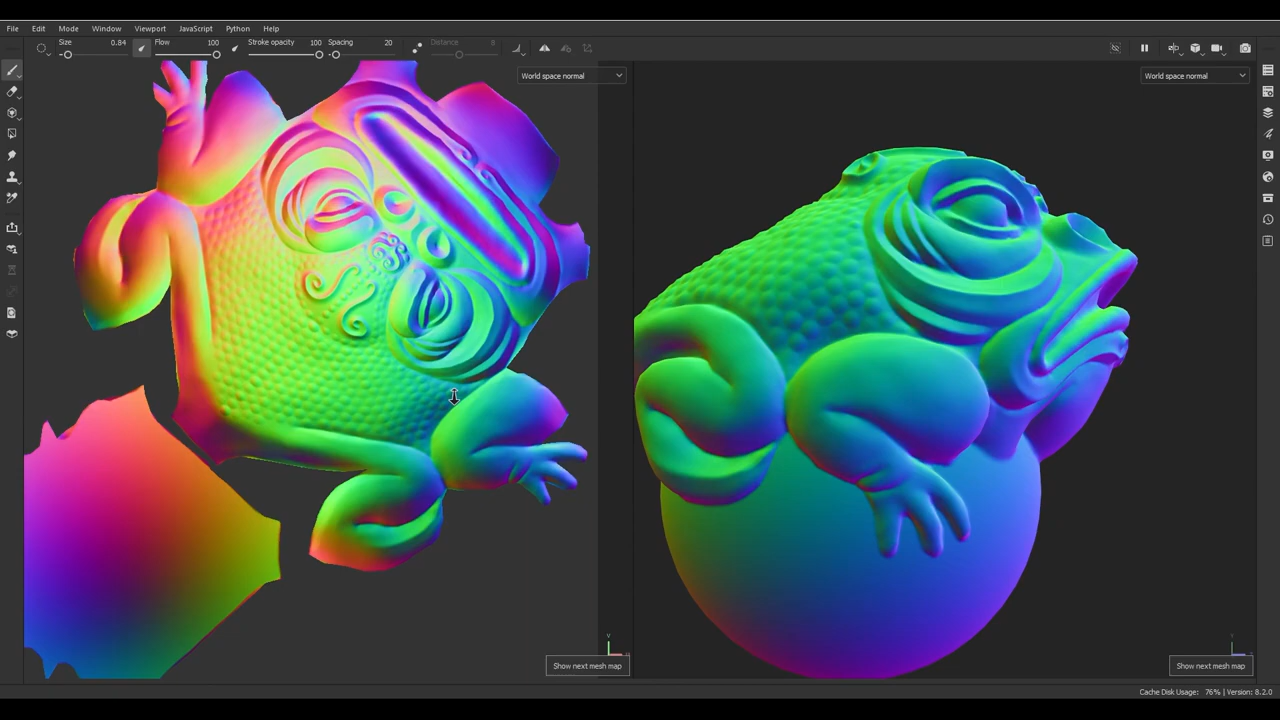 File Edit Mode Window Viewport JavaScript Python Help
Size 0.84 Flow 100 Stroke opacity 100 Spacing 20 Distance 8
World space normal
World space normal
Show next mesh map
Show next mesh map
Cache Disk Usage: 76% | Version: 8.2.0